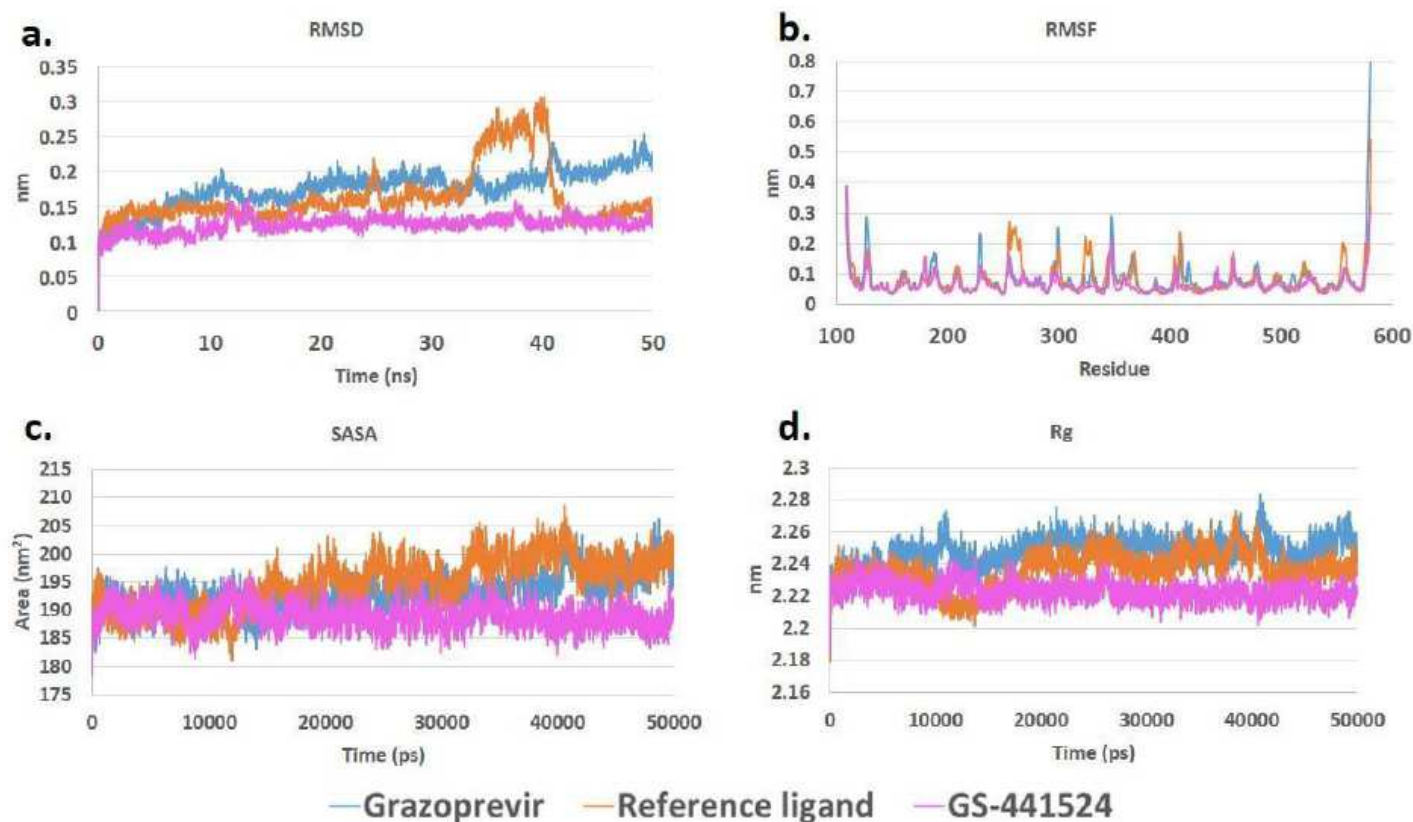 a.
RMSD
0.35
0.3
0.25
0.2
0.15
0.1
0.05
0
nm
0 10 20 30 40 50
Time (ns)
b.
RMSF
0.8
0.7
0.6
0.5
0.4
0.3
0.2
0.1
0
nm
100 200 300 400 500 600
Residue
c.
SASA
215
210
205
200
195
190
185
180
175
Area (nm²)
0 10000 20000 30000 40000 50000
Time (ps)
d.
Rg
2.3
2.28
2.26
2.24
2.22
2.2
2.18
2.16
nm
0 10000 20000 30000 40000 50000
Time (ps)
Grazoprevir Reference ligand GS-441524